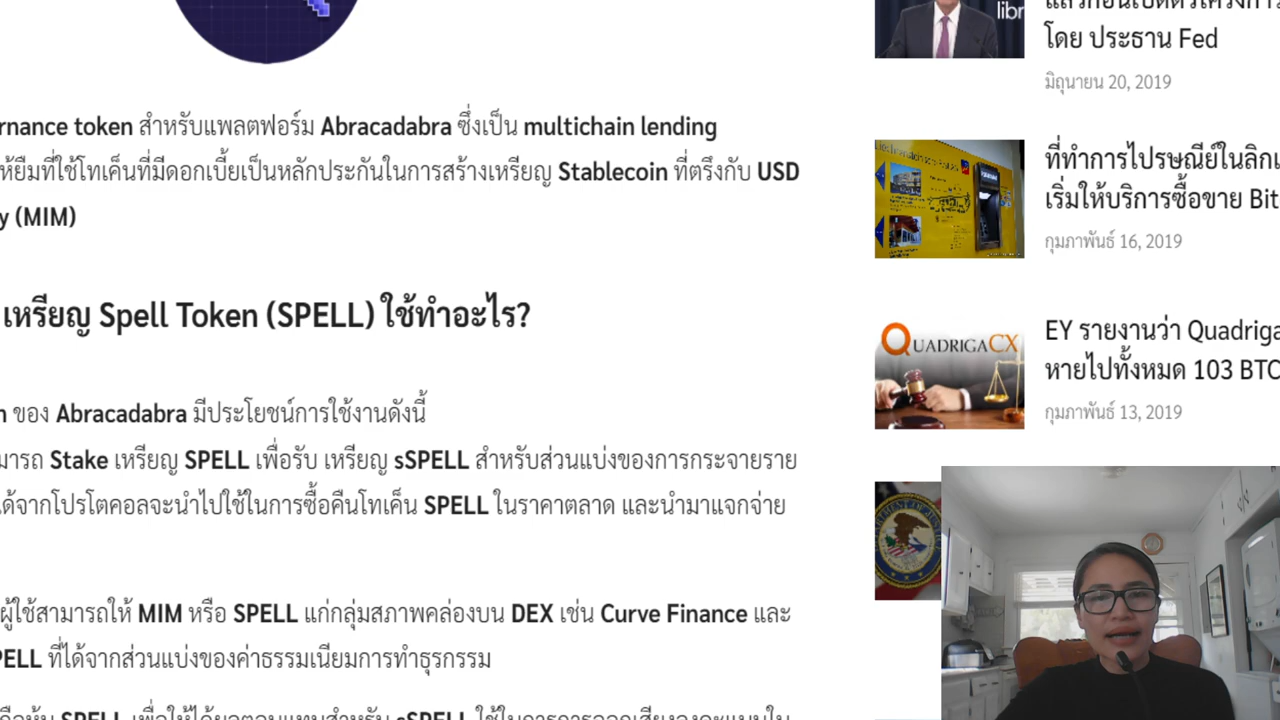 rnance token สำหรับแพลตฟอร์ม Abracadabra ซึ่งเป็น multichain lending
ห้ยืมที่ใช้โทเค็นที่มีดอกเบี้ยเป็นหลักประกันในการสร้างเหรียญ Stablecoin ที่ตรึงกับ USD
y (MIM)
เหรียญ Spell Token (SPELL) ใช้ทำอะไร?
ของ Abracadabra มีประโยชน์การใช้งานดังนี้
มารถ Stake เหรียญ SPELL เพื่อรับ เหรียญ sSPELL สำหรับส่วนแบ่งของการกระจายราย
ได้จากโปรโตคอลจะนำไปใช้ในการซื้อคืนโทเค็น SPELL ในราคาตลาด และนำมาแจกจ่าย
ผู้ใช้สามารถให้ MIM หรือ SPELL แก่กลุ่มสภาพคล่องบน DEX เช่น Curve Finance และ
PELL ที่ได้จากส่วนแบ่งของค่าธรรมเนียมการทำธุรกรรม
libr
โดย ประธาน Fed
มิถุนายน 20, 2019
ที่ทำการไปรษณีย์ในลิกเ
เริ่มให้บริการซื้อขาย Bit
กุมภาพันธ์ 16, 2019
QUADRIGACX
EY รายงานว่า Quadriga
หายไปทั้งหมด 103 BTC
กุมภาพันธ์ 13, 2019